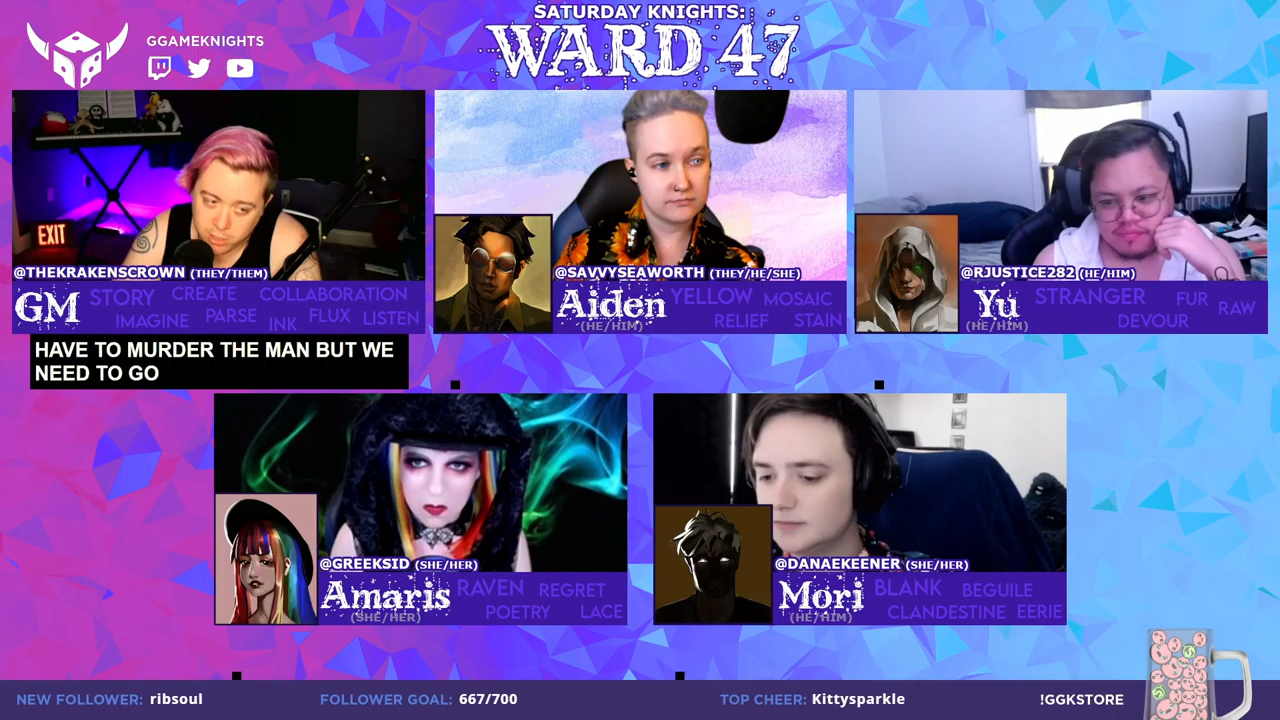 SATURDAY KNIGHTS:
WARD 47
GGAMEKNIGHTS
EXIT
@THEKRAKENSCROWN (THEY/THEM)
GM
STORY CREATE COLLABORATION
IMAGINE PARSE INK FLUX LISTEN
@SAVVYSEAWORTH (THEY/HE/SHE)
Aiden
(HE/HIM)
YELLOW MOSAIC
RELIEF STAIN
@RJUSTICE282 (HE/HIM)
Yu
(HE/HIM)
STRANGER FUR RAW
DEVOUR
HAVE TO MURDER THE MAN BUT WE
NEED TO GO
@GREEKSID (SHE/HER)
Amaris
(SHE/HER)
RAVEN REGRET
POETRY LACE
@DANAEKEENER (SHE/HER)
Mori
(HE/HIM)
BLANK BEGUILE
CLANDESTINE EERIE
NEW FOLLOWER: ribsoul FOLLOWER GOAL: 667/700 TOP CHEER: Kittysparkle !GGKSTORE